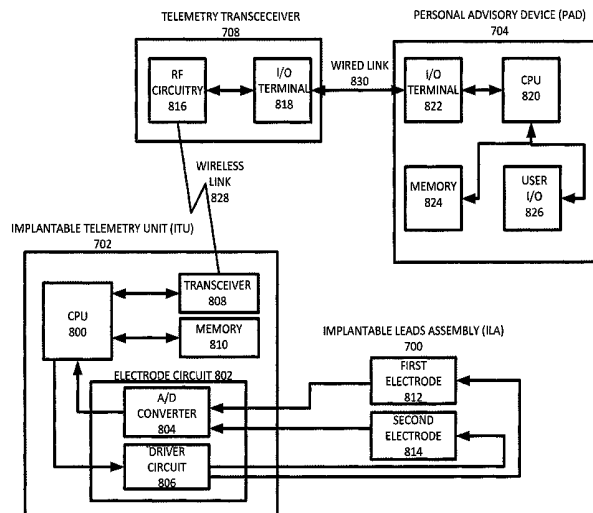 TELEMETRY TRANSCECEIVER
708
RF
CIRCUITRY
816
I/O
TERMINAL
818
WIRED LINK
830
PERSONAL ADVISORY DEVICE (PAD)
704
I/O
TERMINAL
822
CPU
820
MEMORY
824
USER
I/O
826
WIRELESS
LINK
828
IMPLANTABLE TELEMETRY UNIT (ITU)
702
CPU
800
TRANSCEIVER
808
MEMORY
810
ELECTRODE CIRCUIT 802
A/D
CONVERTER
804
DRIVER
CIRCUIT
806
IMPLANTABLE LEADS ASSEMBLY (ILA)
700
FIRST
ELECTRODE
812
SECOND
ELECTRODE
814